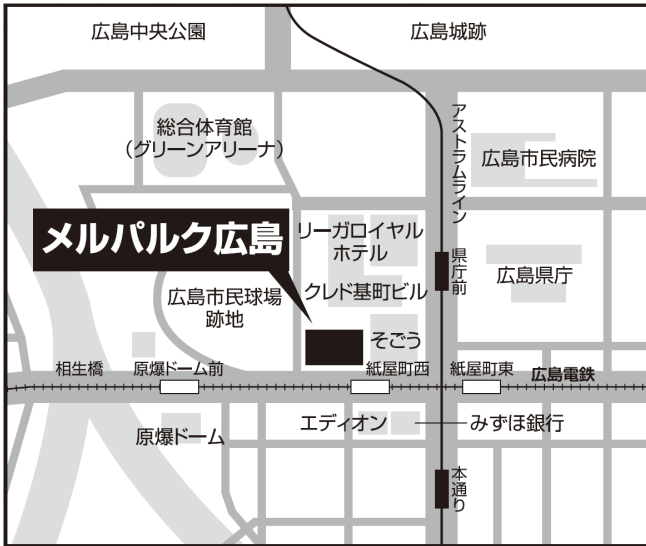 広島中央公園
広島城跡
総合体育館
(グリーンアリーナ)
アストラムライン
広島市民病院
メルパルク広島
リーガロイヤル
ホテル
県庁前
広島県庁
広島市民球場
跡地
クレド基町ビル
そごう
相生橋
原爆ドーム前
紙屋町西
紙屋町東
広島電鉄
原爆ドーム
エディオン
みずほ銀行
本通り